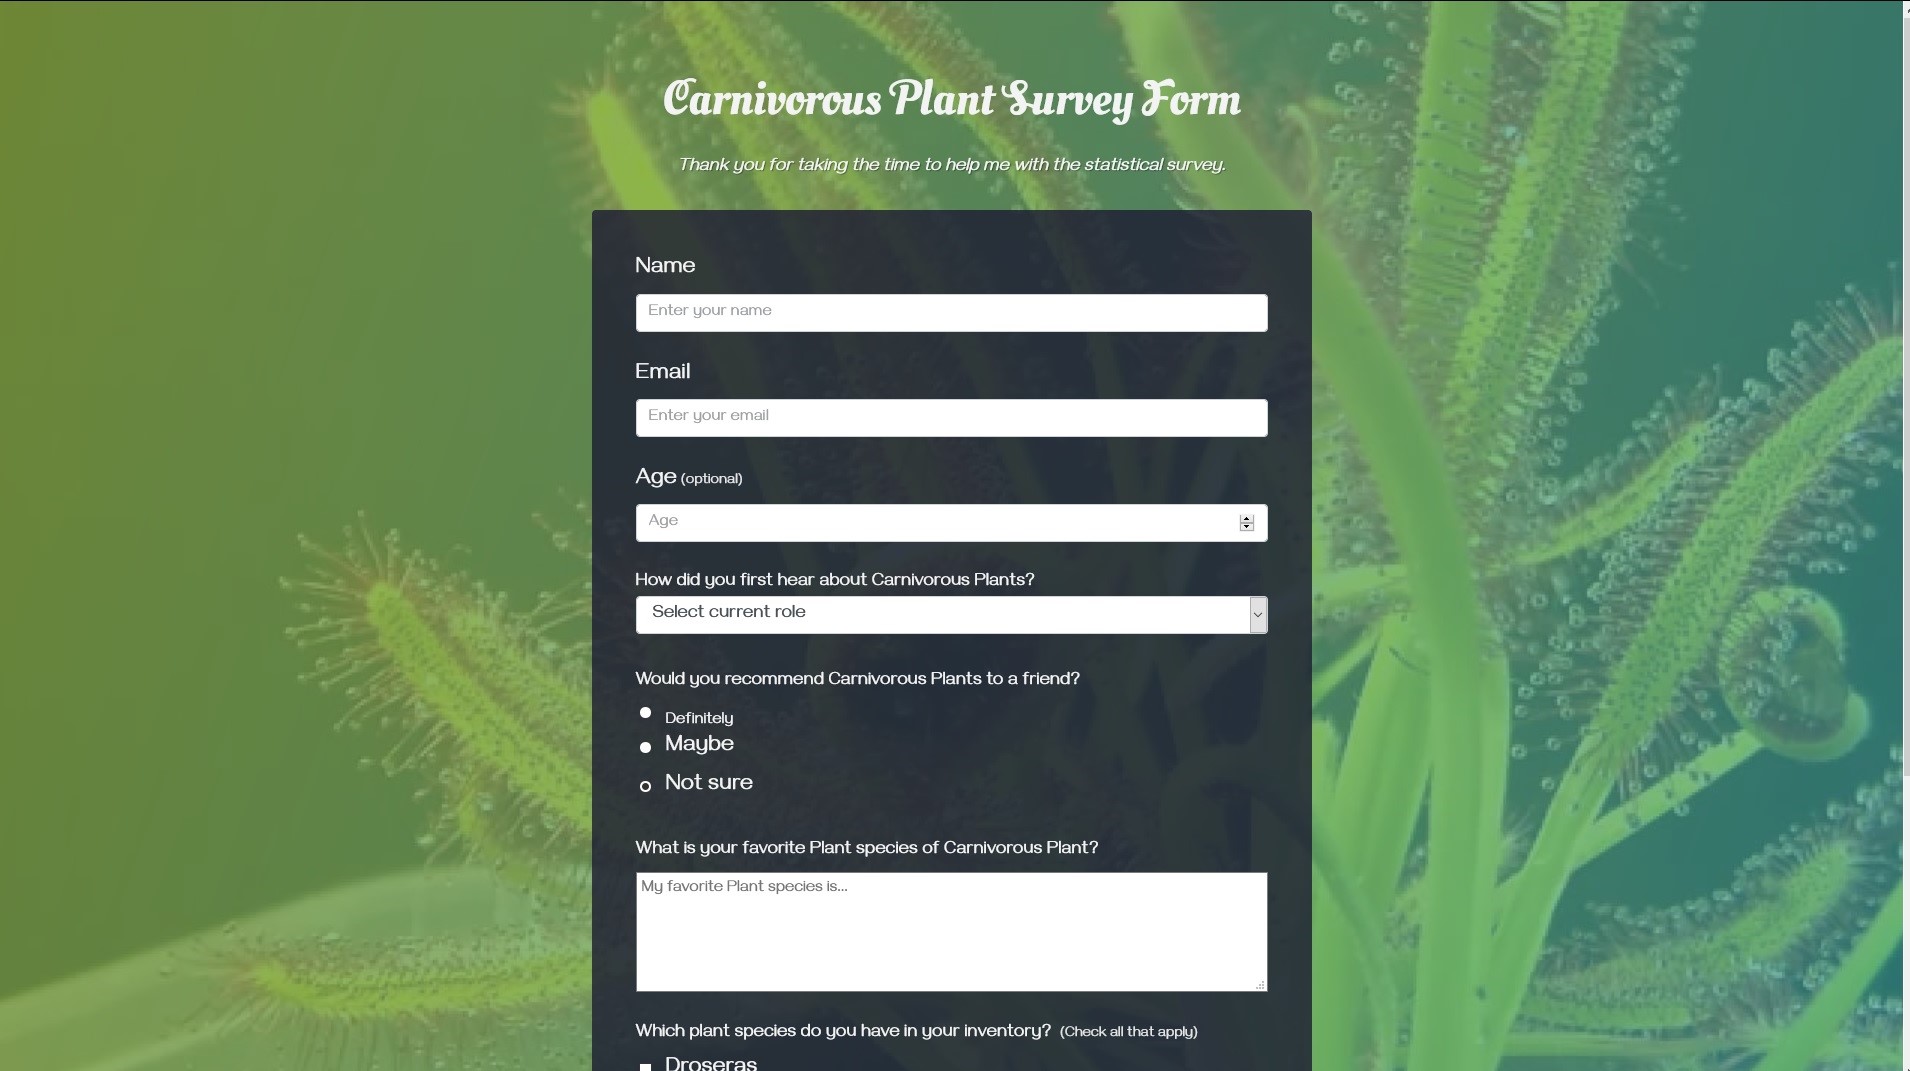 Carnivorous Plant Survey Form
Thank you for taking the time to help me with the statistical survey.
Name
Enter your name
Email
Enter your email
Age (optional)
Age
How did you first hear about Carnivorous Plants?
Select current role
Would you recommend Carnivorous Plants to a friend?
Definitely
Maybe
Not sure
What is your favorite Plant species of Carnivorous Plant?
My favorite Plant species is...
Which plant species do you have in your inventory? (Check all that apply)
Droseras